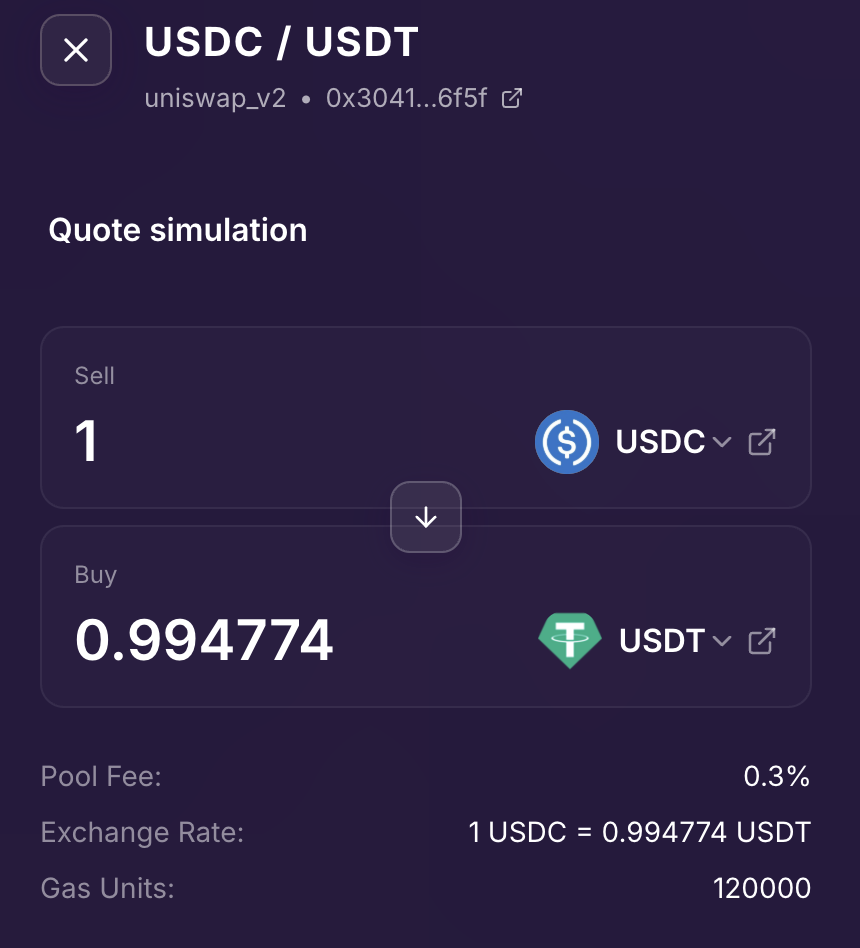 USDC / USDT
uniswap_v2 • 0x3041...6f5f
Quote simulation
Sell
1 USDC
Buy
0.994774 USDT
Pool Fee: 0.3%
Exchange Rate: 1 USDC = 0.994774 USDT
Gas Units: 120000